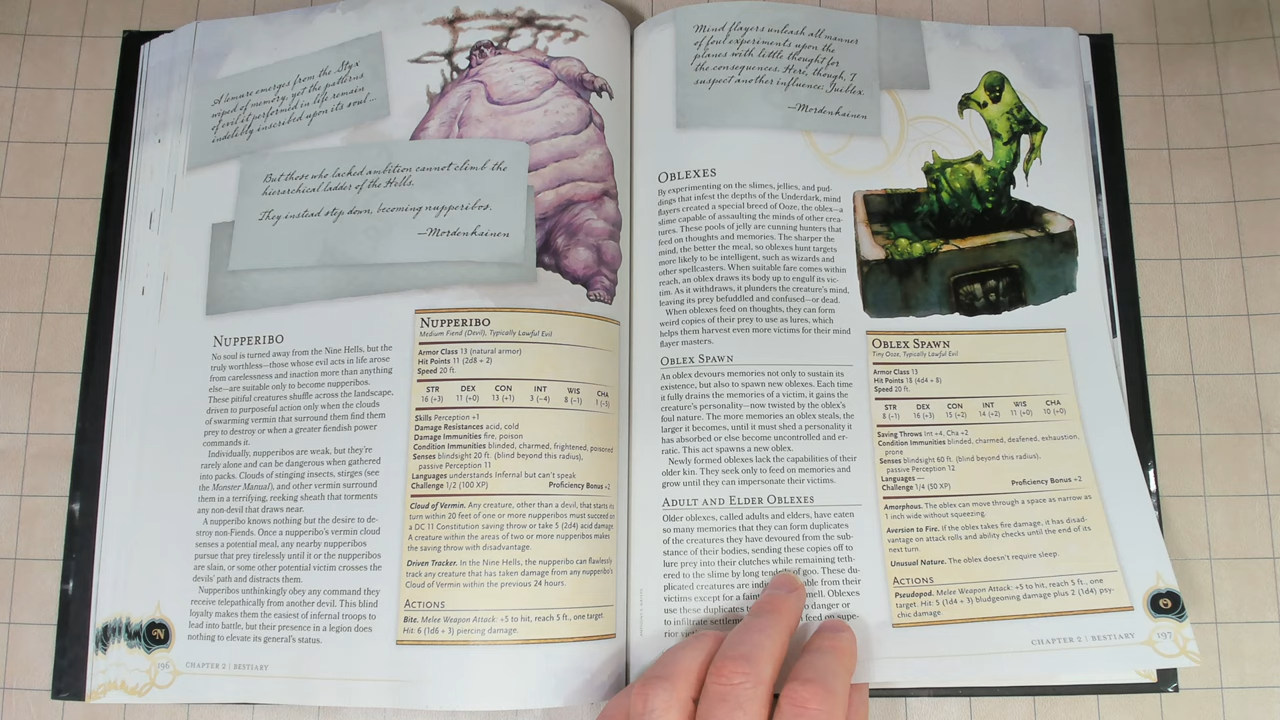 A lemure emerges from the Styx
wiped of memory, yet the patterns
of evil it performed in life remain
indelibly inscribed upon its soul...
But those who lacked ambition cannot climb the
hierarchical ladder of the Hells.
They instead step down, becoming nupperibos.
—Mordenkainen
NUPPERIBO
No soul is turned away from the Nine Hells, but the
truly worthless—those whose evil acts in life arose
from carelessness and inaction more than anything
else—are suitable only to become nupperibos.
These pitiful creatures shuffle across the landscape,
driven to purposeful action only when the clouds
of swarming vermin that surround them find them
prey to destroy or when a greater fiendish power
commands it.
Individually, nupperibos are weak, but they're
rarely alone and can be dangerous when gathered
into packs. Clouds of stinging insects, stirges (see
the Monster Manual), and other vermin surround
them in a terrifying, reeking sheath that torments
any non-devil that draws near.
A nupperibo knows nothing but the desire to de-
stroy non-Fiends. Once a nupperibo's vermin cloud
senses a potential meal, any nearby nupperibos
pursue that prey tirelessly until it or the nupperibos
are slain, or some other potential victim crosses the
devils' path and distracts them.
Nupperibos unthinkingly obey any command they
receive telepathically from another devil. This blind
loyalty makes them the easiest of infernal troops to
lead into battle, but their presence in a legion does
nothing to elevate its general's status.
NUPPERIBO
Medium Fiend (Devil), Typically Lawful Evil
Armor Class 13 (natural armor)
Hit Points 11 (2d8 + 2)
Speed 20 ft.
STR DEX CON INT WIS CHA
16 (+3) 11 (+0) 13 (+1) 3 (−4) 8 (−1) 1 (−5)
Skills Perception +1
Damage Resistances acid, cold
Damage Immunities fire, poison
Condition Immunities blinded, charmed, frightened, poisoned
Senses blindsight 20 ft. (blind beyond this radius),
passive Perception 11
Languages understands Infernal but can't speak
Challenge 1/2 (100 XP) Proficiency Bonus +2
Cloud of Vermin. Any creature, other than a devil, that starts its
turn within 20 feet of one or more nupperibos must succeed on
a DC 11 Constitution saving throw or take 5 (2d4) acid damage.
A creature within the areas of two or more nupperibos makes
the saving throw with disadvantage.
Driven Tracker. In the Nine Hells, the nupperibo can flawlessly
track any creature that has taken damage from any nupperibo's
Cloud of Vermin within the previous 24 hours.
ACTIONS
Bite. Melee Weapon Attack: +5 to hit, reach 5 ft., one target.
Hit: 6 (1d6 + 3) piercing damage.
N
196 CHAPTER 2 | BESTIARY
Mind flayers unleash all manner
of foul experiments upon the
planes with little thought for
the consequences. Here, though, I
suspect another influence: Juiblex.
—Mordenkainen
OBLEXES
By experimenting on the slimes, jellies, and pud-
dings that infest the depths of the Underdark, mind
flayers created a special breed of Ooze, the oblex—a
slime capable of assaulting the minds of other crea-
tures. These pools of jelly are cunning hunters that
feed on thoughts and memories. The sharper the
mind, the better the meal, so oblexes hunt targets
more likely to be intelligent, such as wizards and
other spellcasters. When suitable fare comes within
reach, an oblex draws its body up to engulf its vic-
tim. As it withdraws, it plunders the creature's mind,
leaving its prey befuddled and confused—or dead.
When oblexes feed on thoughts, they can form
weird copies of their prey to use as lures, which
helps them harvest even more victims for their mind
flayer masters.
OBLEX SPAWN
An oblex devours memories not only to sustain its
existence, but also to spawn new oblexes. Each time
it fully drains the memories of a victim, it gains the
creature's personality—now twisted by the oblex's
foul nature. The more memories an oblex steals, the
larger it becomes, until it must shed a personality it
has absorbed or else become uncontrolled and er-
ratic. This act spawns a new oblex.
Newly formed oblexes lack the capabilities of their
older kin. They seek only to feed on memories and
grow until they can impersonate their victims.
ADULT AND ELDER OBLEXES
Older oblexes, called adults and elders, have eaten
so many memories that they can form duplicates
of the creatures they have devoured from the sub-
stance of their bodies, sending these copies off to
lure prey into their clutches while remaining teth-
ered to the slime by long tendrils of goo. These du-
plicated creatures are from their
victims except for a smell. Oblexes
use these duplicates danger or
to infiltrate feed on supe-
rior
OBLEX SPAWN
Tiny Ooze, Typically Lawful Evil
Armor Class 13
Hit Points 18 (4d4 + 8)
Speed 20 ft.
STR DEX CON INT WIS CHA
8 (−1) 16 (+3) 15 (+2) 14 (+2) 11 (+0) 10 (+0)
Saving Throws Int +4, Cha +2
Condition Immunities blinded, charmed, deafened, exhaustion,
prone
Senses blindsight 60 ft. (blind beyond this radius),
passive Perception 12
Languages —
Challenge 1/4 (50 XP) Proficiency Bonus +2
Amorphous. The oblex can move through a space as narrow as
1 inch wide without squeezing.
Aversion to Fire. If the oblex takes fire damage, it has disad-
vantage on attack rolls and ability checks until the end of its
next turn.
Unusual Nature. The oblex doesn't require sleep.
ACTIONS
Pseudopod. Melee Weapon Attack: +5 to hit, reach 5 ft., one
target. Hit: 5 (1d4 + 3) bludgeoning damage plus 2 (1d4) psy-
chic damage.
O
CHAPTER 2 | BESTIARY 197